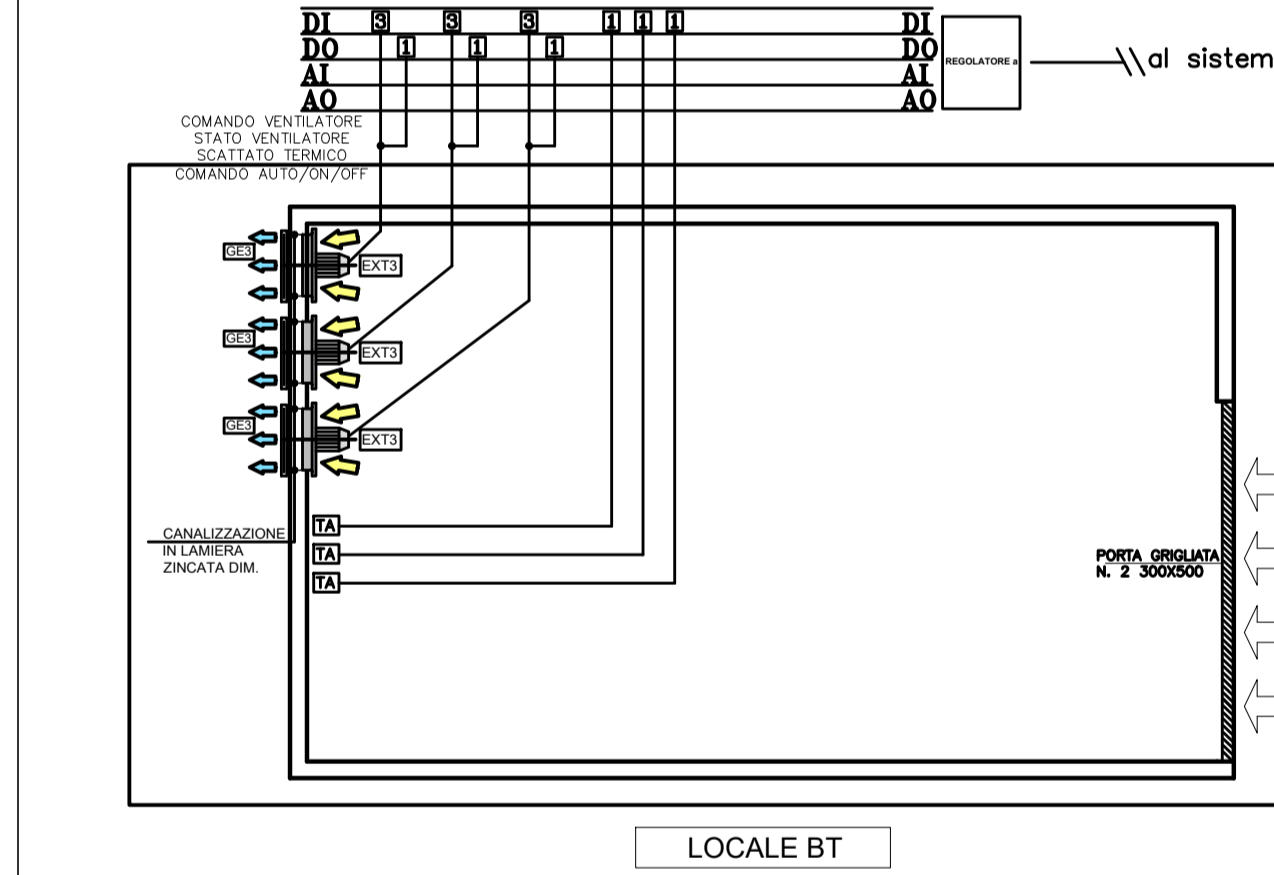 DI 3 3 3 1 1 1 DI
DO 1 1 1 DO
AI AI
AO AO
REGOLATORE a
al sistem
COMANDO VENTILATORE
STATO VENTILATORE
SCATTATO TERMICO
COMANDO AUTO/ON/OFF
GE3
EXT3
GE3
EXT3
GE3
EXT3
CANALIZZAZIONE
IN LAMIERA
ZINCATA DIM.
TA
TA
TA
PORTA GRIGLIATA
N. 2 300X500
LOCALE BT